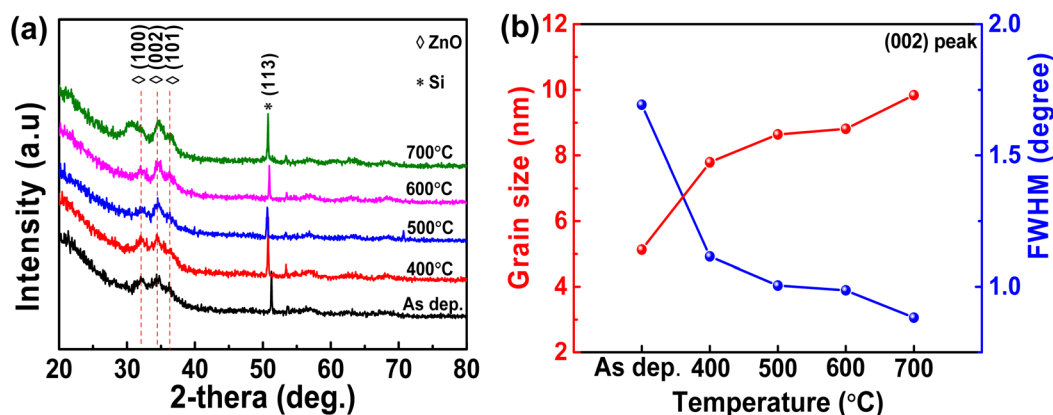 (a)
(100)
(002)
(101)
◊ ◊ ◊
◊ ZnO
* Si
* (113)
700°C
600°C
500°C
400°C
As dep.
Intensity (a.u)
20 30 40 50 60 70 80
2-thera (deg.)
(b)
(002) peak
12
10
8
6
4
2
Grain size (nm)
2.0
1.5
1.0
FWHM (degree)
As dep. 400 500 600 700
Temperature (°C)